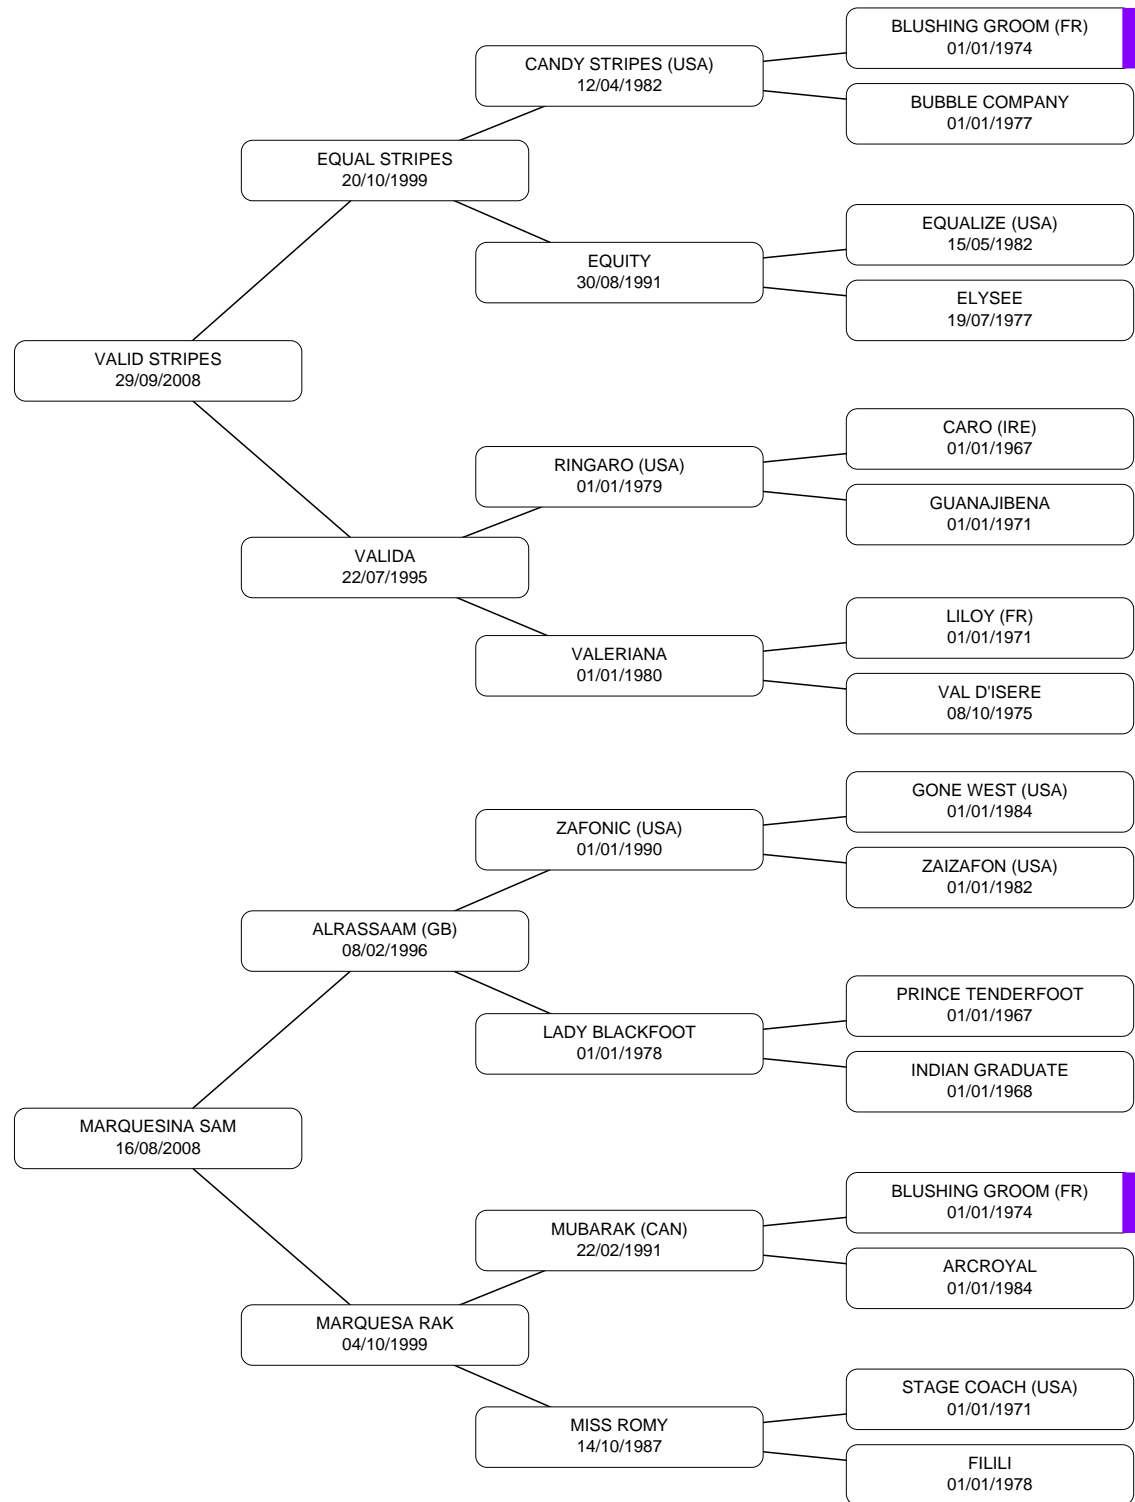 BLUSHING GROOM (FR)
01/01/1974
CANDY STRIPES (USA)
12/04/1982
BUBBLE COMPANY
01/01/1977
EQUAL STRIPES
20/10/1999
EQUALIZE (USA)
15/05/1982
EQUITY
30/08/1991
ELYSEE
19/07/1977
VALID STRIPES
29/09/2008
CARO (IRE)
01/01/1967
RINGARO (USA)
01/01/1979
GUANAJIBENA
01/01/1971
VALIDA
22/07/1995
LILOY (FR)
01/01/1971
VALERIANA
01/01/1980
VAL D'ISERE
08/10/1975
GONE WEST (USA)
01/01/1984
ZAFONIC (USA)
01/01/1990
ZAIZAFON (USA)
01/01/1982
ALRASSAAM (GB)
08/02/1996
PRINCE TENDERFOOT
01/01/1967
LADY BLACKFOOT
01/01/1978
INDIAN GRADUATE
01/01/1968
MARQUESINA SAM
16/08/2008
BLUSHING GROOM (FR)
01/01/1974
MUBARAK (CAN)
22/02/1991
ARCROYAL
01/01/1984
MARQUESA RAK
04/10/1999
STAGE COACH (USA)
01/01/1971
MISS ROMY
14/10/1987
FILILI
01/01/1978